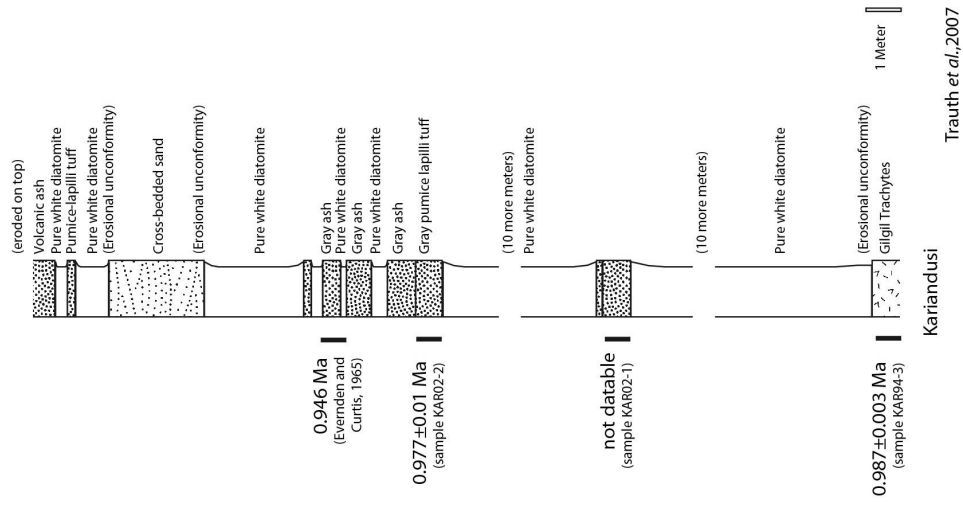 (eroded on top)
Volcanic ash
Pure white diatomite
Pumice-lapilli tuff
Pure white diatomite
(Erosional unconformity)
Cross-bedded sand
(Erosional unconformity)
Pure white diatomite
Gray ash
Pure white diatomite
Gray ash
Pure white diatomite
Gray ash
Gray pumice lapilli tuff
(10 more meters)
Pure white diatomite
(10 more meters)
Pure white diatomite
(Erosional unconformity)
Gilgil Trachytes
0.946 Ma
(Evernden and
Curtis, 1965)
0.977±0.01 Ma
(sample KAR02-2)
not datable
(sample KAR02-1)
0.987±0.003 Ma
(sample KAR94-3)
Kariandusi
1 Meter
Trauth et al.,2007